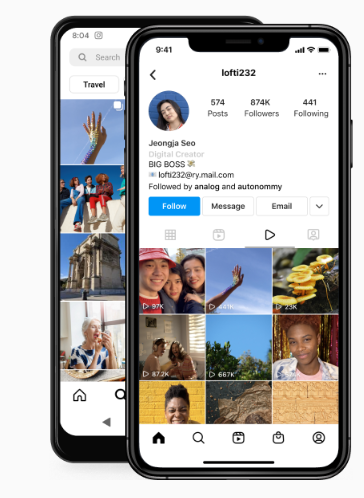 8:04
Search
Travel
9:41
lofti232
...
574 874K 441
Posts Followers Following
Jeongja Seo
Digital Creator
BIG BOSS
lofti232@ry.mail.com
Followed by analog and autonommy
Follow Message Email
97K 441K 23K
87.2K 667K